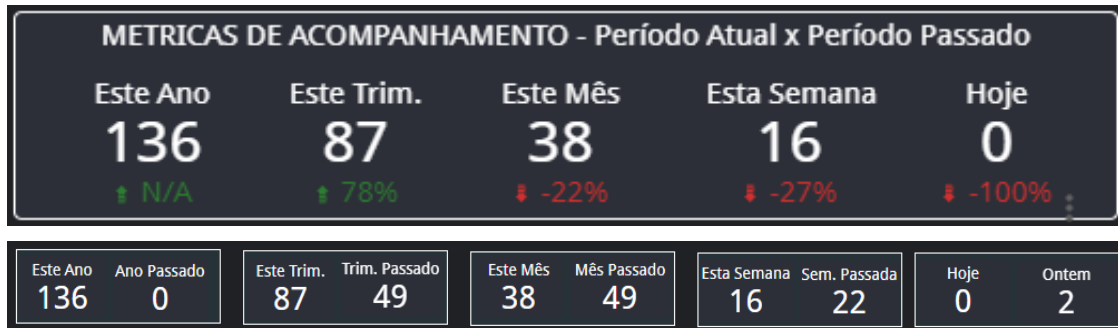 METRICAS DE ACOMPANHAMENTO - Período Atual x Período Passado
Este Ano Este Trim. Este Mês Esta Semana Hoje
136 87 38 16 0
N/A 78% -22% -27% -100%
Este Ano Ano Passado Este Trim. Trim. Passado Este Mês Mês Passado Esta Semana Sem. Passada Hoje Ontem
136 0 87 49 38 49 16 22 0 2